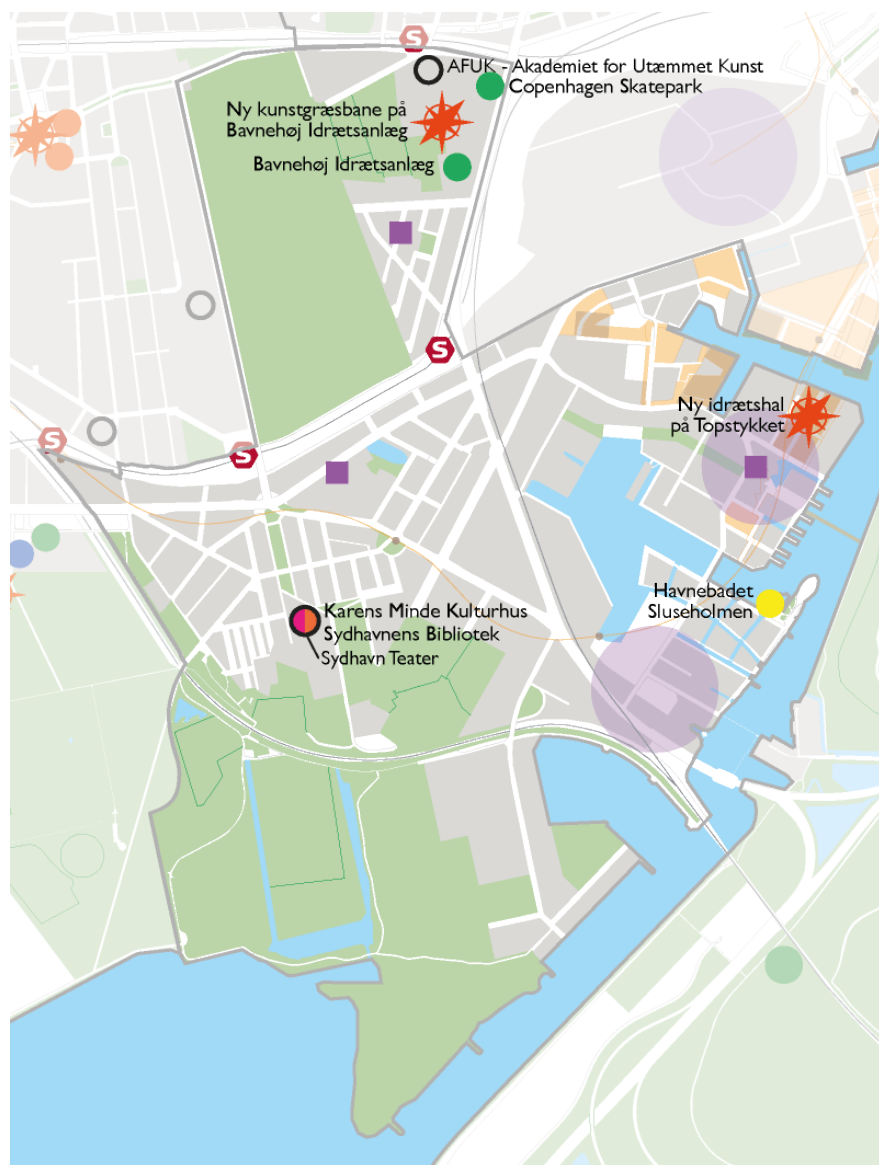 S
AFUK - Akademiet for Utæmmet Kunst
Copenhagen Skatepark
Ny kunstgræsbane på
Bavnehøj Idrætsanlæg
Bavnehøj Idrætsanlæg
S
Ny idrætshal
på Topstykket
S
S
Havnebadet
Sluseholmen
Karens Minde Kulturhus
Sydhavnens Bibliotek
Sydhavn Teater